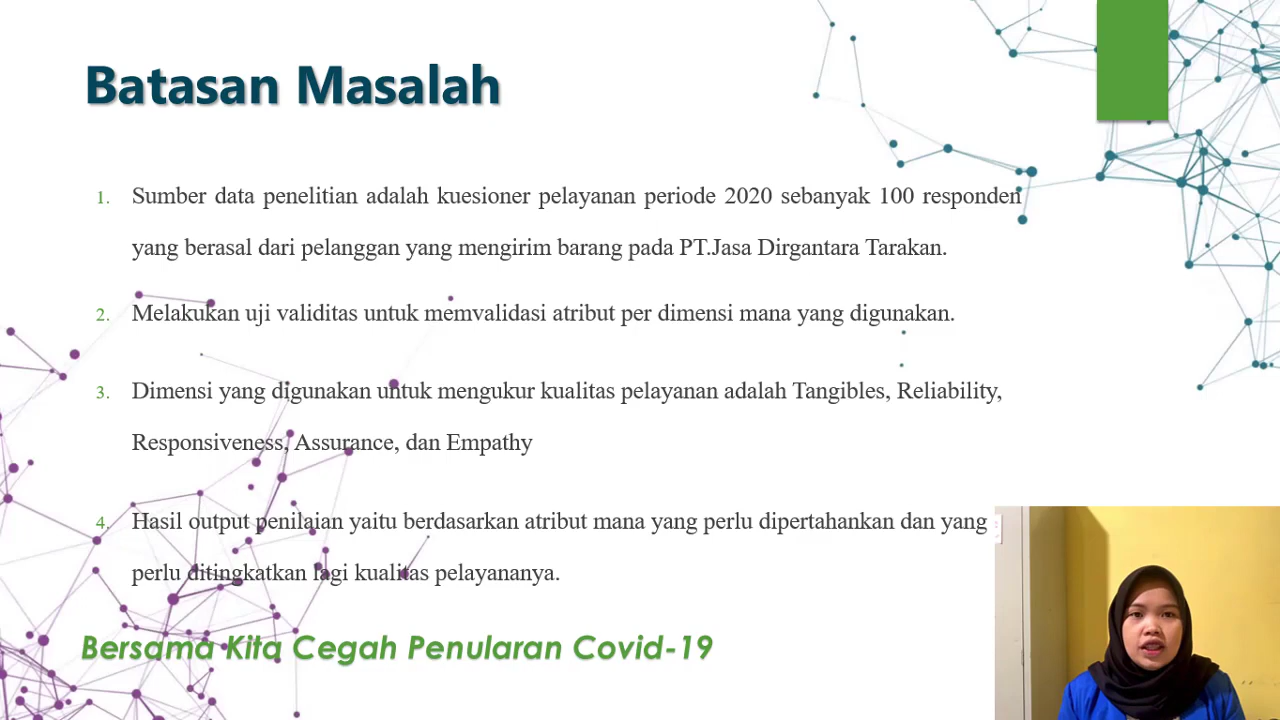 Batasan Masalah
1. Sumber data penelitian adalah kuesioner pelayanan periode 2020 sebanyak 100 responden
yang berasal dari pelanggan yang mengirim barang pada PT.Jasa Dirgantara Tarakan.
2. Melakukan uji validitas untuk memvalidasi atribut per dimensi mana yang digunakan.
3. Dimensi yang digunakan untuk mengukur kualitas pelayanan adalah Tangibles, Reliability,
Responsiveness, Assurance, dan Empathy
4. Hasil output penilaian yaitu berdasarkan atribut mana yang perlu dipertahankan dan yang
perlu ditingkatkan lagi kualitas pelayananya.
Bersama Kita Cegah Penularan Covid-19